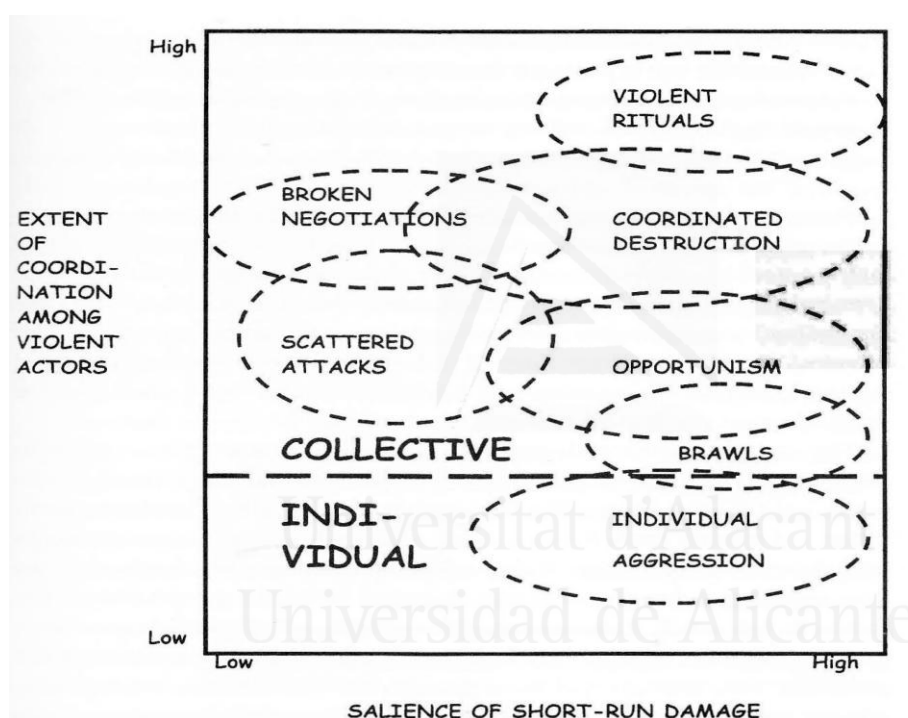 High
VIOLENT
RITUALS
BROKEN
NEGOTIATIONS
COORDINATED
DESTRUCTION
EXTENT
OF
COORDI-
NATION
AMONG
VIOLENT
ACTORS
SCATTERED
ATTACKS
OPPORTUNISM
COLLECTIVE
BRAWLS
INDI-
VIDUAL
INDIVIDUAL
AGGRESSION
Universitat d'Alacant
Universidad de Alicante
Low
Low
High
SALIENCE OF SHORT-RUN DAMAGE